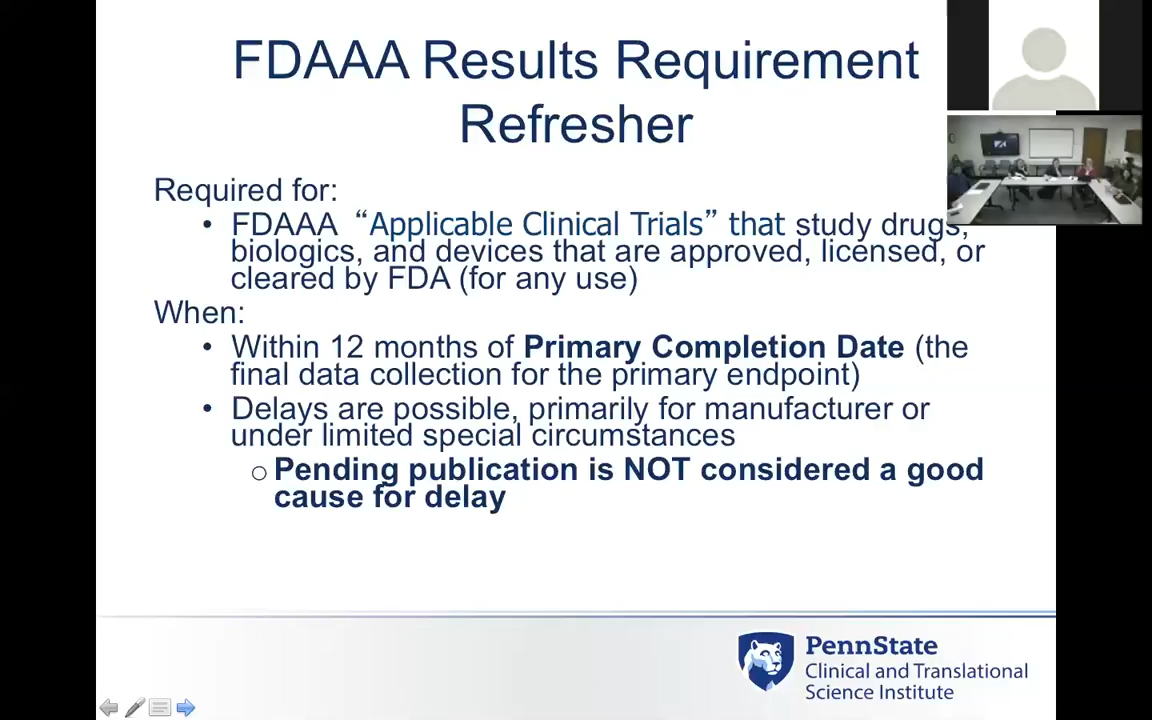 FDAAA Results Requirement
Refresher
Required for:
• FDAAA “Applicable Clinical Trials” that study drugs,
biologics, and devices that are approved, licensed, or
cleared by FDA (for any use)
When:
• Within 12 months of Primary Completion Date (the
final data collection for the primary endpoint)
• Delays are possible, primarily for manufacturer or
under limited special circumstances
o Pending publication is NOT considered a good
cause for delay
PennState
Clinical and Translational
Science Institute